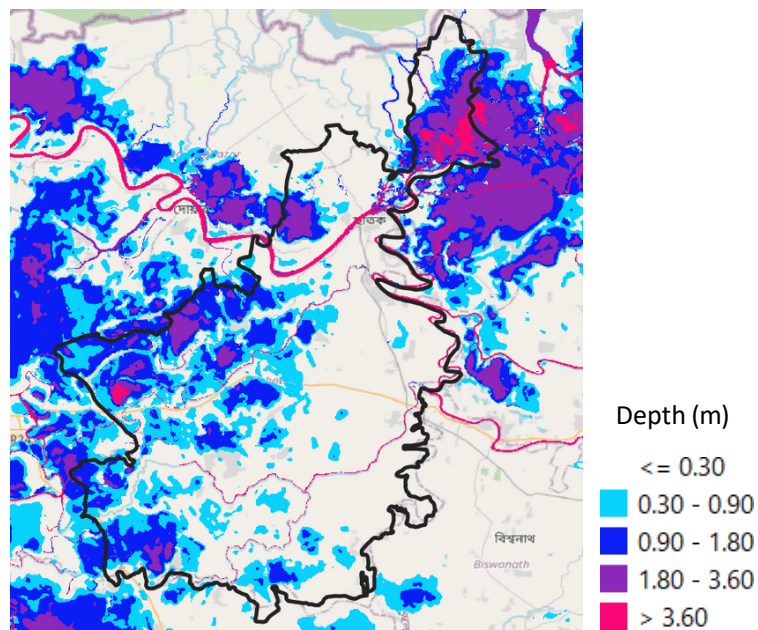 দোয়
ছাতক
R28
বিশ্বনাথ
Biswanath
Depth (m)
<= 0.30
0.30 - 0.90
0.90 - 1.80
1.80 - 3.60
> 3.60